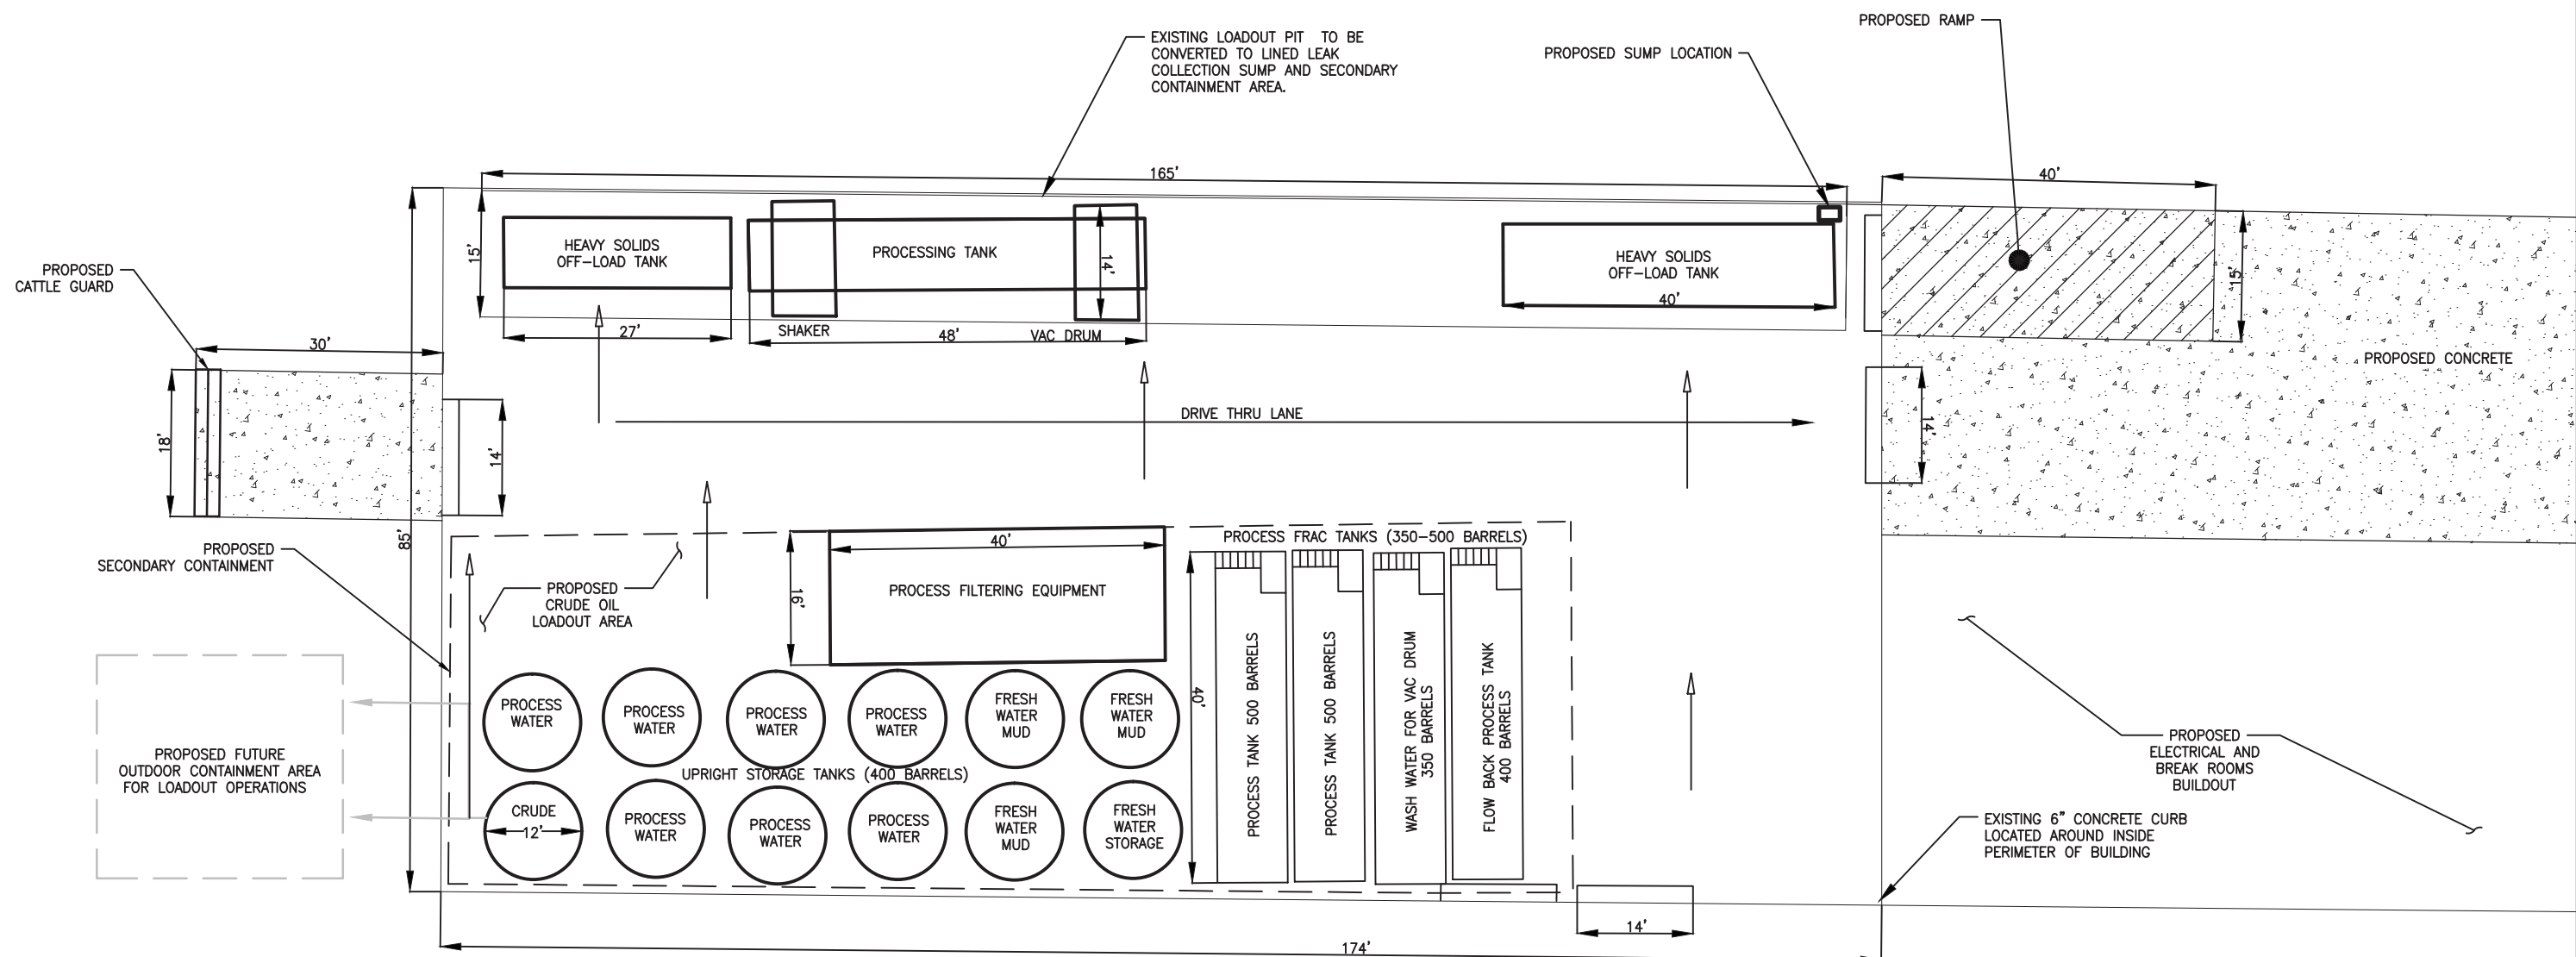 PROPOSED RAMP
EXISTING LOADOUT PIT TO BE
CONVERTED TO LINED LEAK
COLLECTION SUMP AND SECONDARY
CONTAINMENT AREA.
PROPOSED SUMP LOCATION
165'
40'
15'
HEAVY SOLIDS
OFF-LOAD TANK
PROCESSING TANK
14'
HEAVY SOLIDS
OFF-LOAD TANK
40'
15'
PROPOSED
CATTLE GUARD
27'
SHAKER
48'
VAC DRUM
30'
PROPOSED CONCRETE
18'
14'
DRIVE THRU LANE
14'
85'
PROPOSED
SECONDARY CONTAINMENT
PROCESS FRAC TANKS (350-500 BARRELS)
40'
16'
PROCESS FILTERING EQUIPMENT
PROPOSED
CRUDE OIL
LOADOUT AREA
40'
PROCESS TANK 500 BARRELS
PROCESS TANK 500 BARRELS
WASH WATER FOR VAC DRUM
350 BARRELS
FLOW BACK PROCESS TANK
400 BARRELS
PROCESS
WATER
PROCESS
WATER
PROCESS
WATER
PROCESS
WATER
FRESH
WATER
MUD
FRESH
WATER
MUD
UPRIGHT STORAGE TANKS (400 BARRELS)
PROPOSED FUTURE
OUTDOOR CONTAINMENT AREA
FOR LOADOUT OPERATIONS
CRUDE
12'
PROCESS
WATER
PROCESS
WATER
PROCESS
WATER
FRESH
WATER
MUD
FRESH
WATER
STORAGE
PROPOSED
ELECTRICAL AND
BREAK ROOMS
BUILDOUT
EXISTING 6" CONCRETE CURB
LOCATED AROUND INSIDE
PERIMETER OF BUILDING
14'
174'